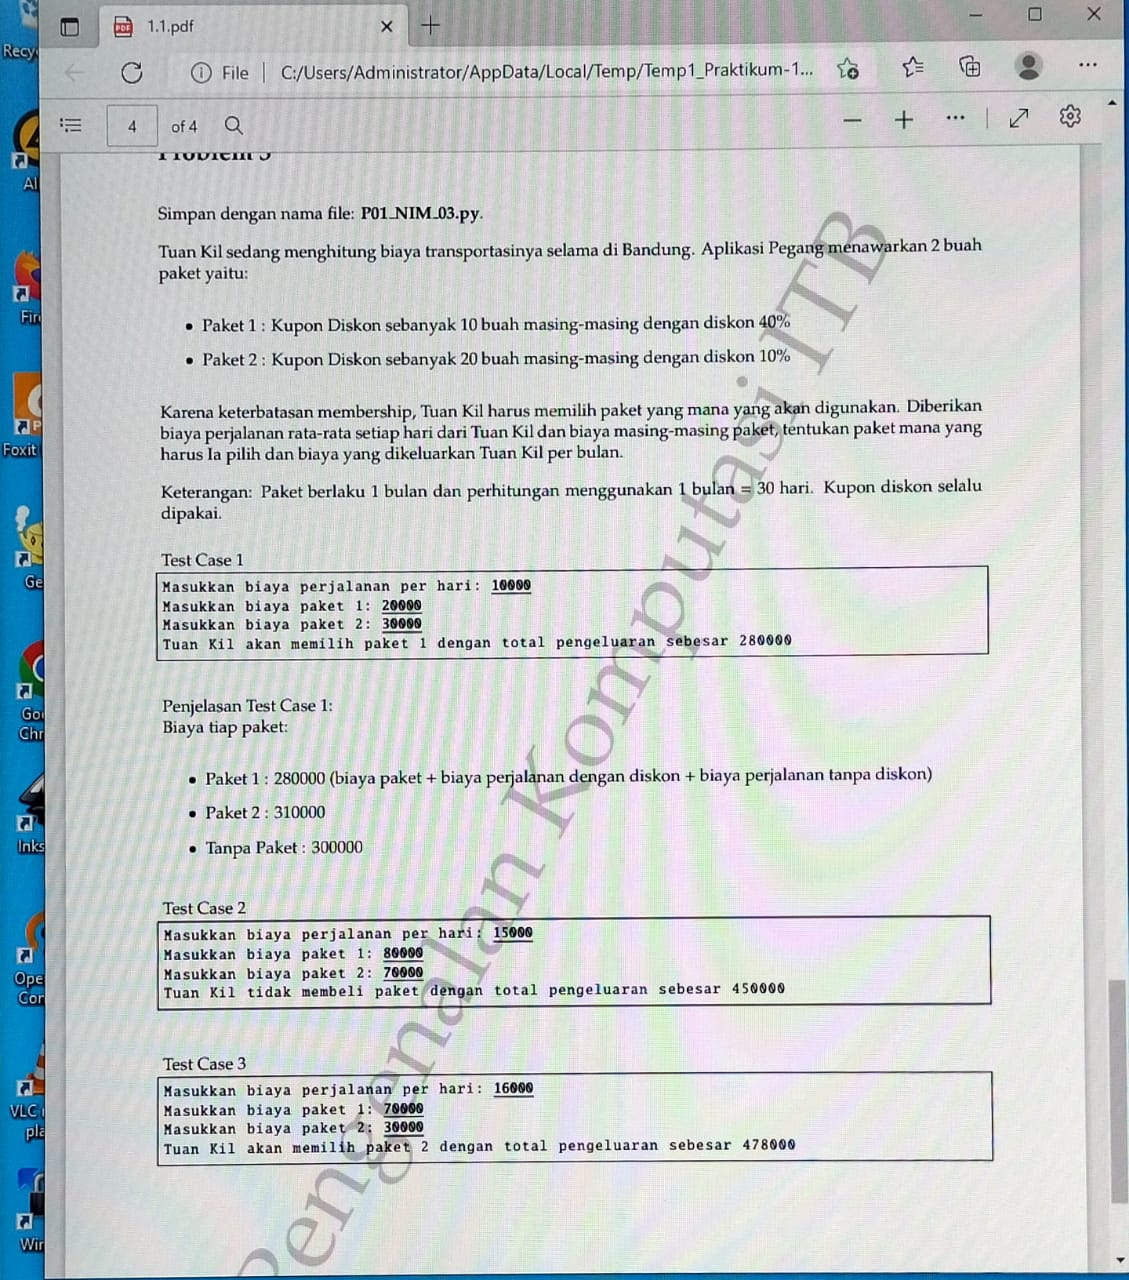 1.1.pdf
Recy
File
C:/Users/Administrator/AppData/Local/Temp/Temp1_Praktikum-1...
4 of 4
Problem 3
Simpan dengan nama file: P01_NIM_03.py.
Tuan Kil sedang menghitung biaya transportasinya selama di Bandung. Aplikasi Pegang menawarkan 2 buah
paket yaitu:
• Paket 1 : Kupon Diskon sebanyak 10 buah masing-masing dengan diskon 40%
• Paket 2 : Kupon Diskon sebanyak 20 buah masing-masing dengan diskon 10%
Karena keterbatasan membership, Tuan Kil harus memilih paket yang mana yang akan digunakan. Diberikan
biaya perjalanan rata-rata setiap hari dari Tuan Kil dan biaya masing-masing paket, tentukan paket mana yang
harus Ia pilih dan biaya yang dikeluarkan Tuan Kil per bulan.
Keterangan: Paket berlaku 1 bulan dan perhitungan menggunakan 1 bulan = 30 hari. Kupon diskon selalu
dipakai.
Test Case 1
Masukkan biaya perjalanan per hari: 10000
Masukkan biaya paket 1: 20000
Masukkan biaya paket 2: 30000
Tuan Kil akan memilih paket 1 dengan total pengeluaran sebesar 280000
Penjelasan Test Case 1:
Biaya tiap paket:
• Paket 1 : 280000 (biaya paket + biaya perjalanan dengan diskon + biaya perjalanan tanpa diskon)
• Paket 2 : 310000
• Tanpa Paket : 300000
Test Case 2
Masukkan biaya perjalanan per hari: 15000
Masukkan biaya paket 1: 80000
Masukkan biaya paket 2: 70000
Tuan Kil tidak membeli paket dengan total pengeluaran sebesar 450000
Test Case 3
Masukkan biaya perjalanan per hari: 16000
Masukkan biaya paket 1: 70000
Masukkan biaya paket 2: 30000
Tuan Kil akan memilih paket 2 dengan total pengeluaran sebesar 478000
Pengenalan Komputasi ITB
Al
Fire
Foxit
Ge
Goo
Chr
Inks
Ope
Con
VLC
pla
Wir